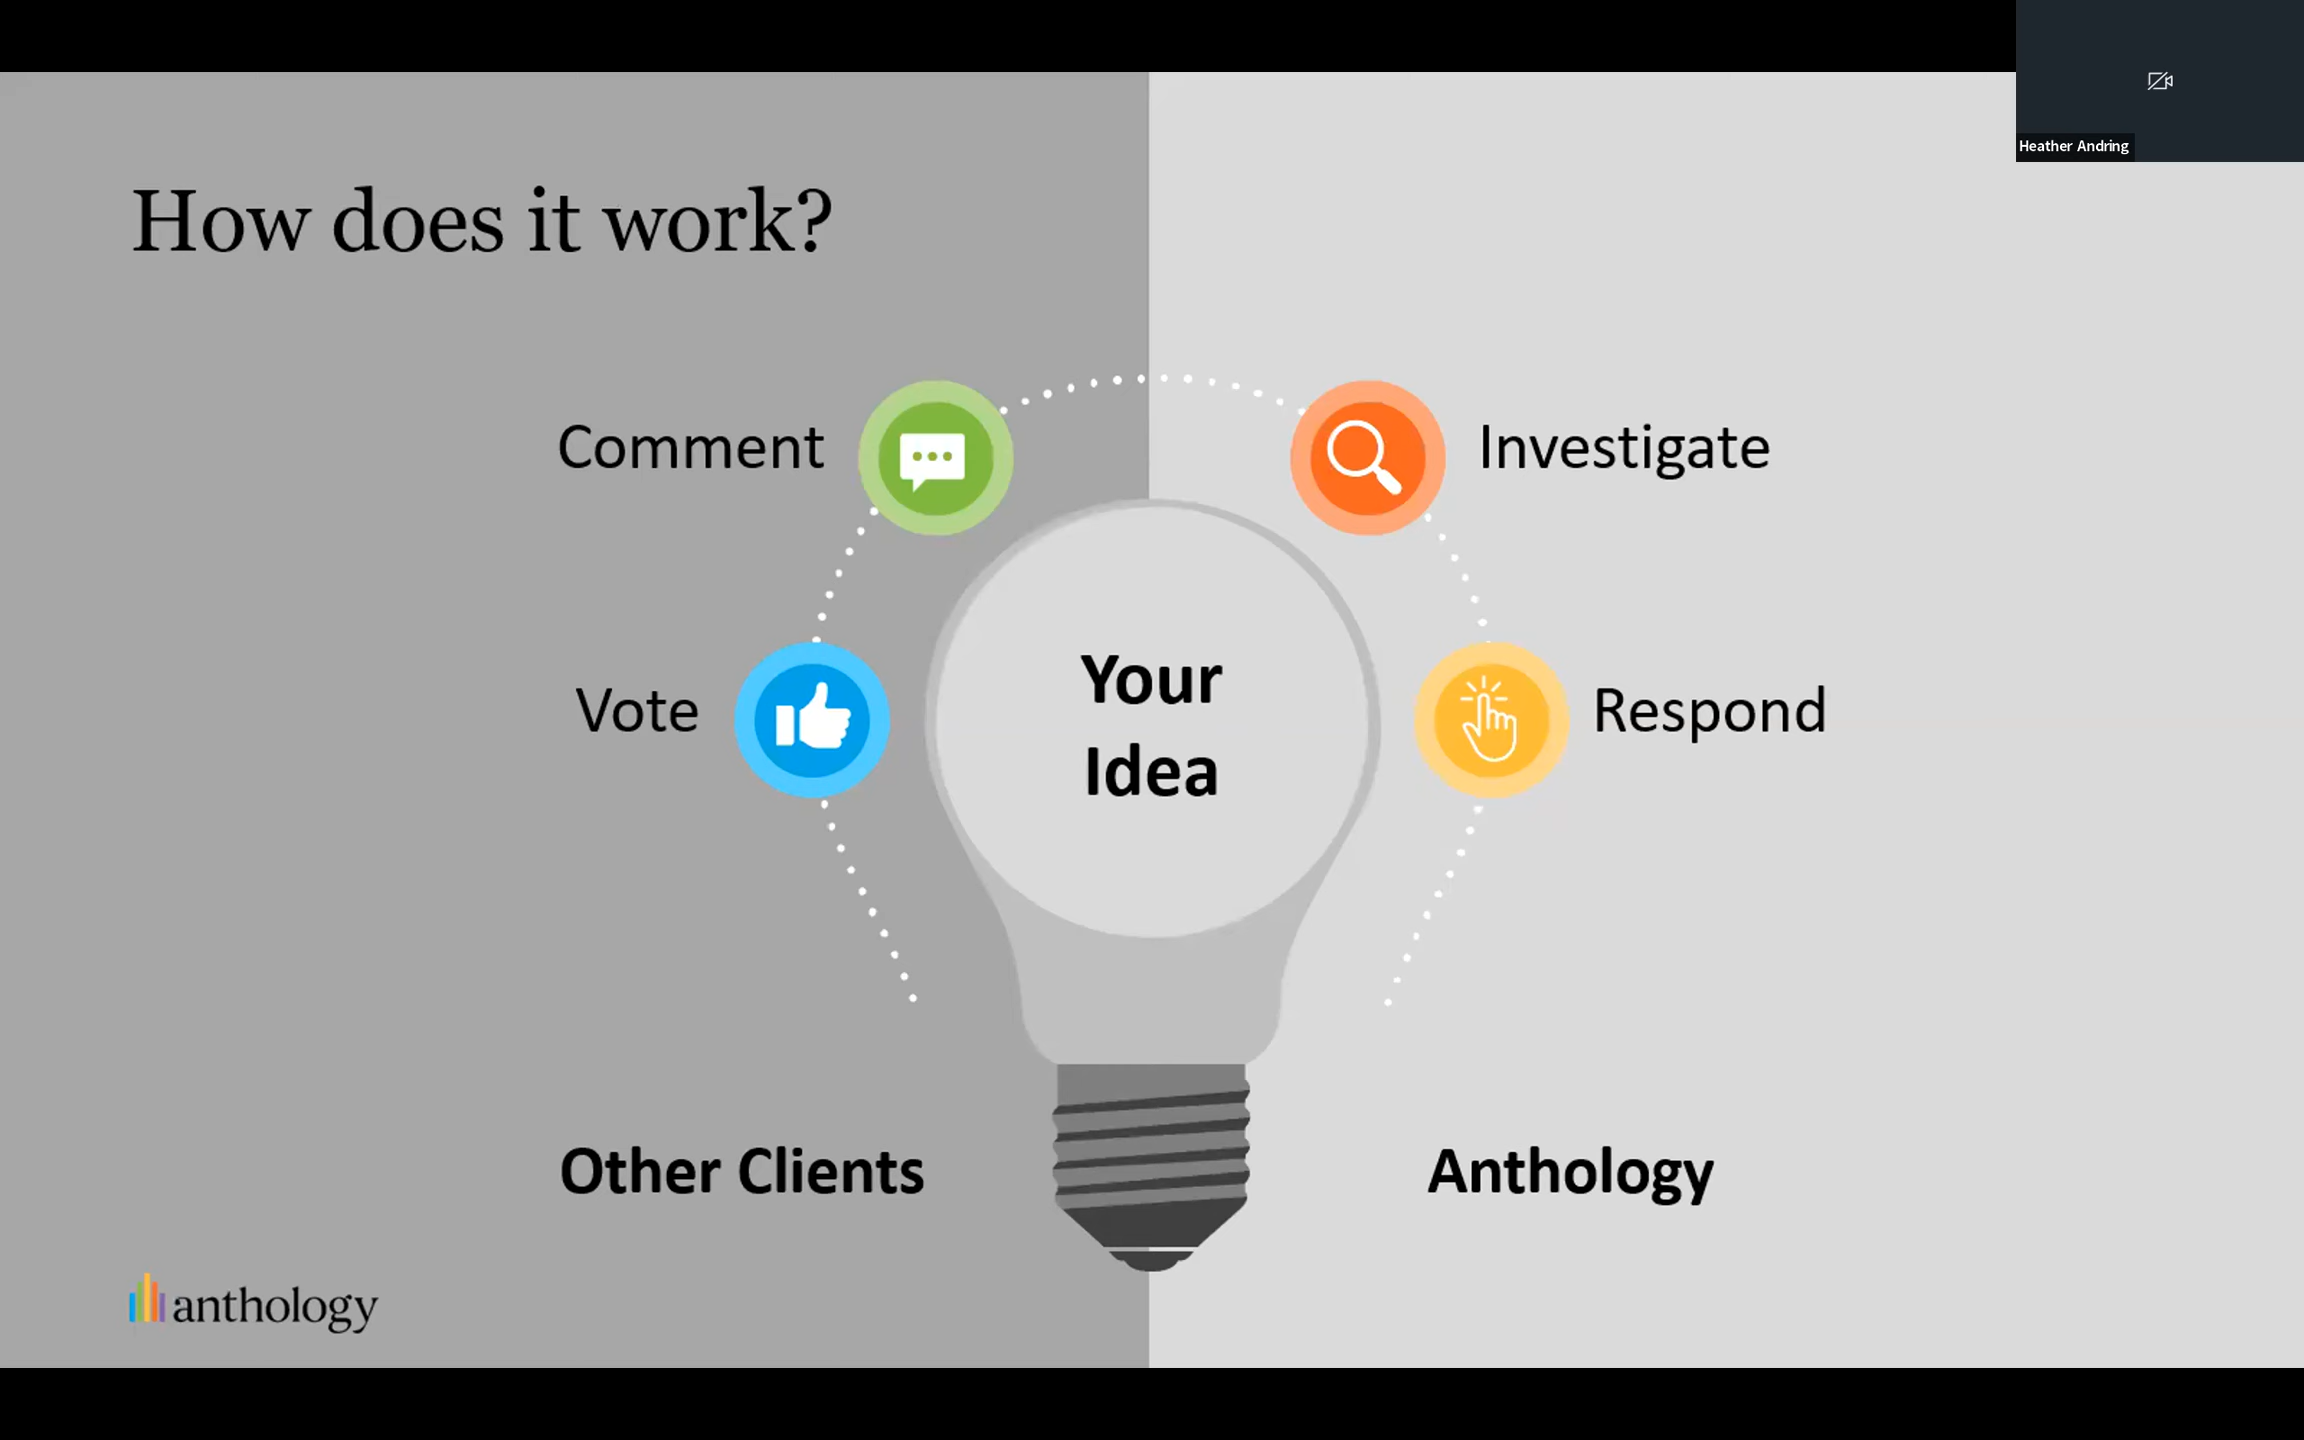 Heather Andring
How does it work?
Comment
Investigate
Vote
Your
Idea
Respond
Other Clients
Anthology
anthology